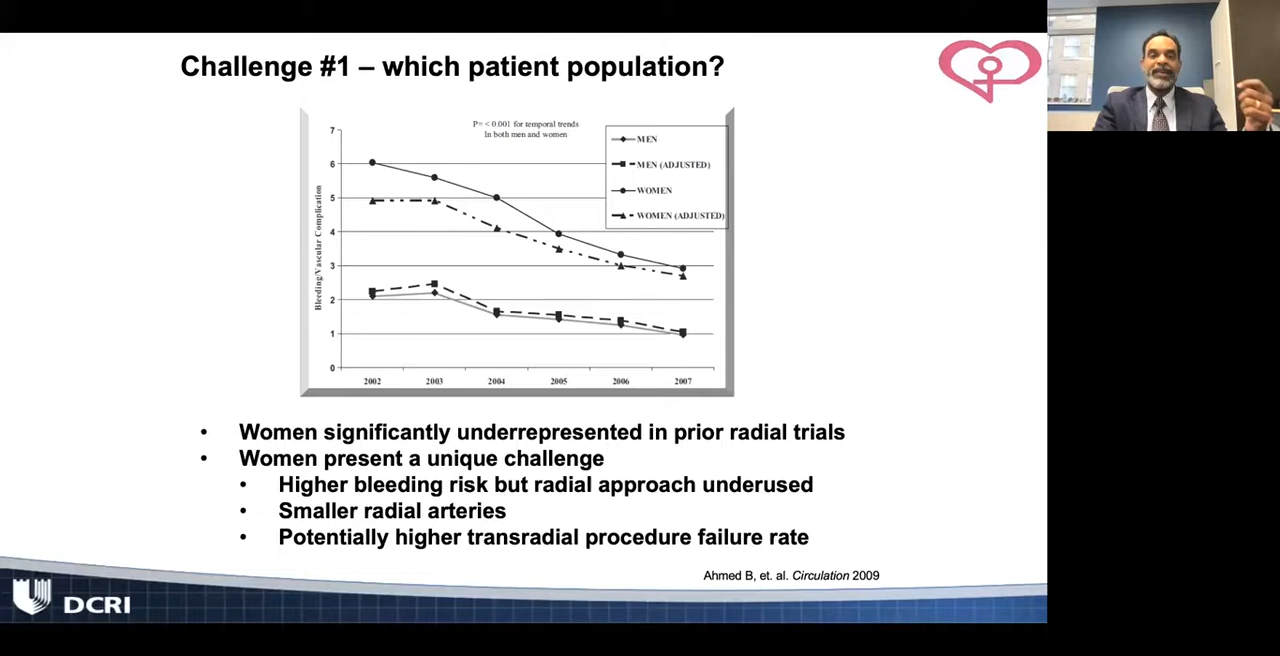 Challenge #1 – which patient population?
P= < 0.001 for temporal trends
In both men and women
MEN
MEN (ADJUSTED)
WOMEN
WOMEN (ADJUSTED)
Bleeding/Vascular Complication
7
6
5
4
3
2
1
0
2002 2003 2004 2005 2006 2007
• Women significantly underrepresented in prior radial trials
• Women present a unique challenge
• Higher bleeding risk but radial approach underused
• Smaller radial arteries
• Potentially higher transradial procedure failure rate
Ahmed B, et. al. Circulation 2009
DCRI